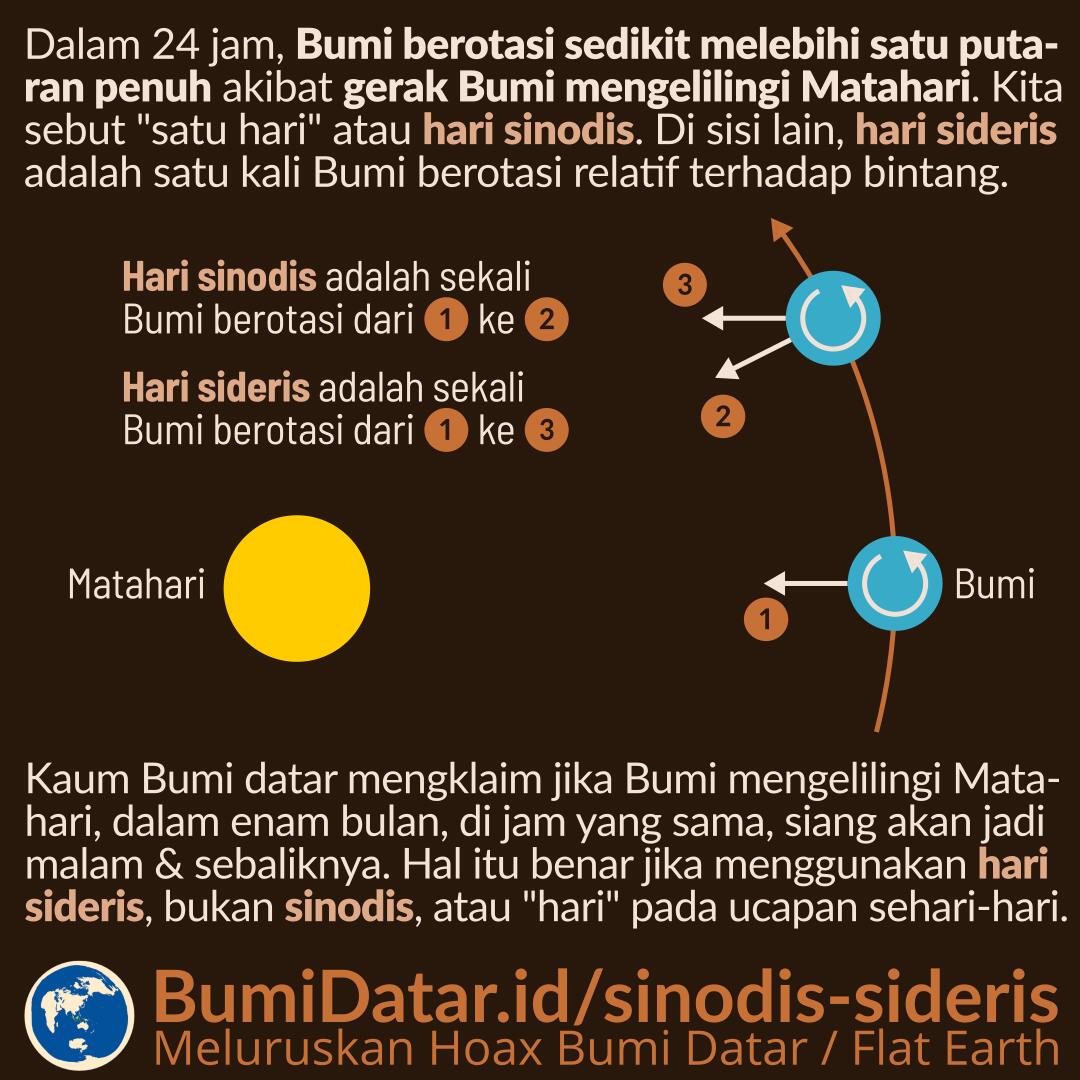 Dalam 24 jam, Bumi berotasi sedikit melebihi satu puta-
ran penuh akibat gerak Bumi mengelilingi Matahari. Kita
sebut "satu hari" atau hari sinodis. Di sisi lain, hari sideris
adalah satu kali Bumi berotasi relatif terhadap bintang.
Hari sinodis adalah sekali
Bumi berotasi dari 1 ke 2
Hari sideris adalah sekali
Bumi berotasi dari 1 ke 3
3
2
Matahari
Bumi
1
Kaum Bumi datar mengklaim jika Bumi mengelilingi Mata-
hari, dalam enam bulan, di jam yang sama, siang akan jadi
malam & sebaliknya. Hal itu benar jika menggunakan hari
sideris, bukan sinodis, atau "hari" pada ucapan sehari-hari.
BumiDatar.id/sinodis-sideris
Meluruskan Hoax Bumi Datar / Flat Earth